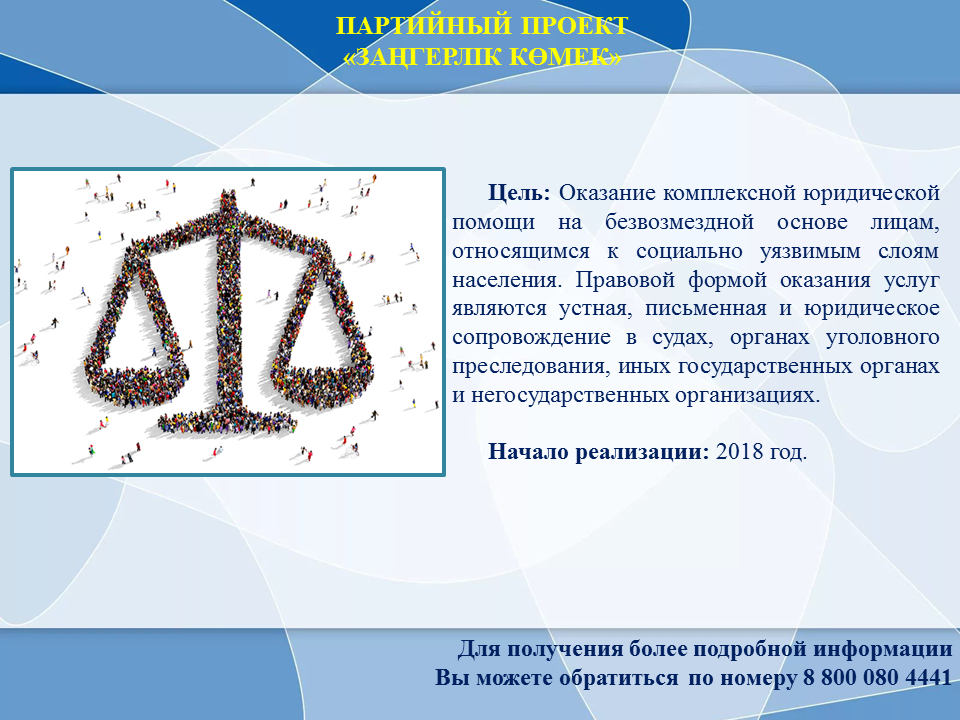 ПАРТИЙНЫЙ ПРОЕКТ
«ЗАҢГЕРЛІК КӨМЕК»
Цель: Оказание комплексной юридической
помощи на безвозмездной основе лицам,
относящимся к социально уязвимым слоям
населения. Правовой формой оказания услуг
являются устная, письменная и юридическое
сопровождение в судах, органах уголовного
преследования, иных государственных органах
и негосударственных организациях.
Начало реализации: 2018 год.
Для получения более подробной информации
Вы можете обратиться по номеру 8 800 080 4441